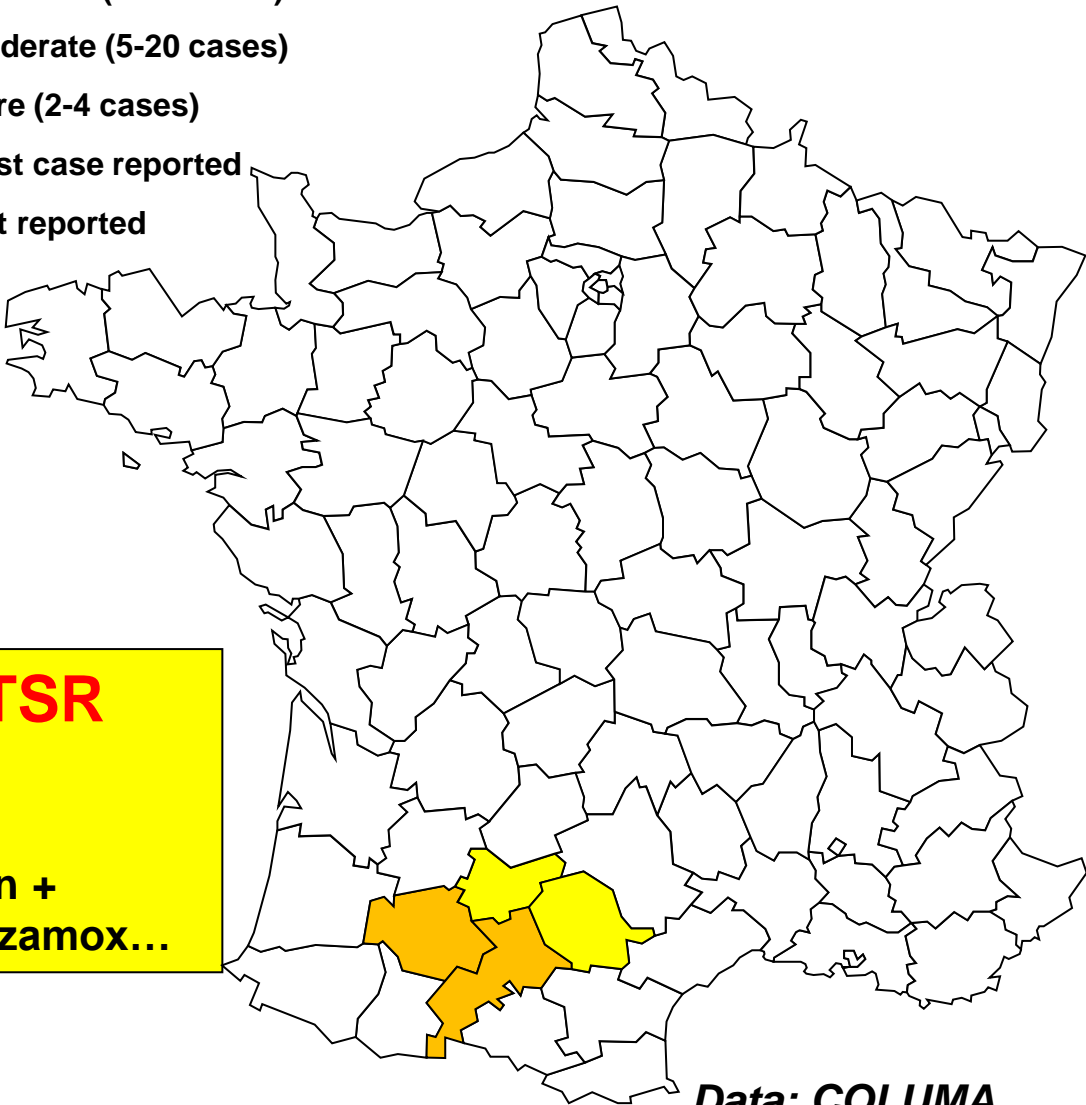 derate (5-20 cases)
re (2-4 cases)
st case reported
t reported
TSR
n +
zamox…
Data: COLUMA